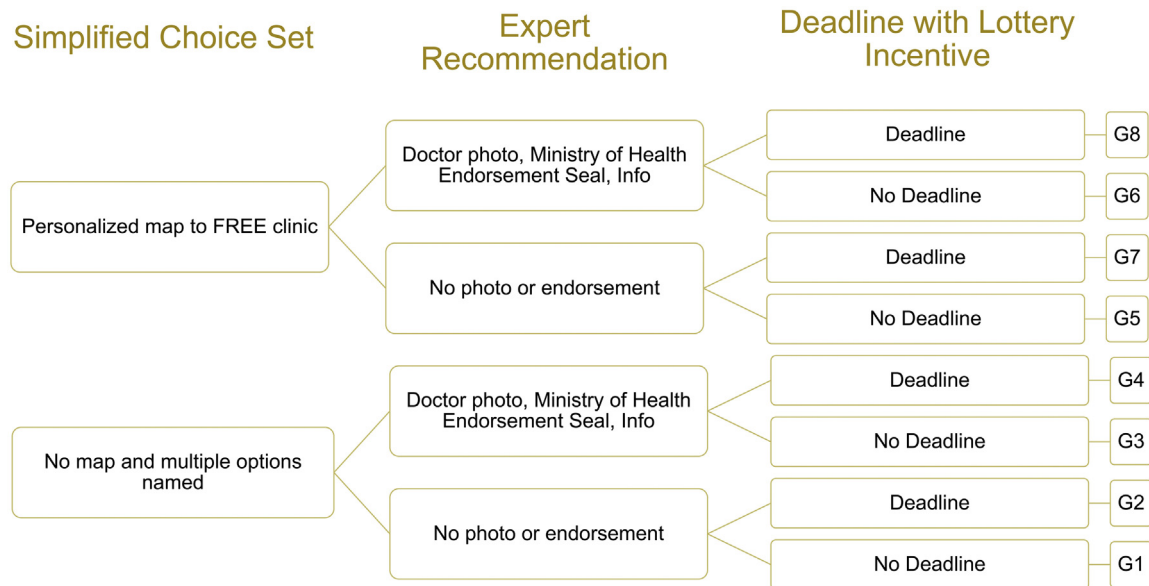 Simplified Choice Set
Expert
Recommendation
Deadline with Lottery
Incentive
Personalized map to FREE clinic
Doctor photo, Ministry of Health
Endorsement Seal, Info
Deadline
G8
No Deadline
G6
No photo or endorsement
Deadline
G7
No Deadline
G5
No map and multiple options
named
Doctor photo, Ministry of Health
Endorsement Seal, Info
Deadline
G4
No Deadline
G3
No photo or endorsement
Deadline
G2
No Deadline
G1